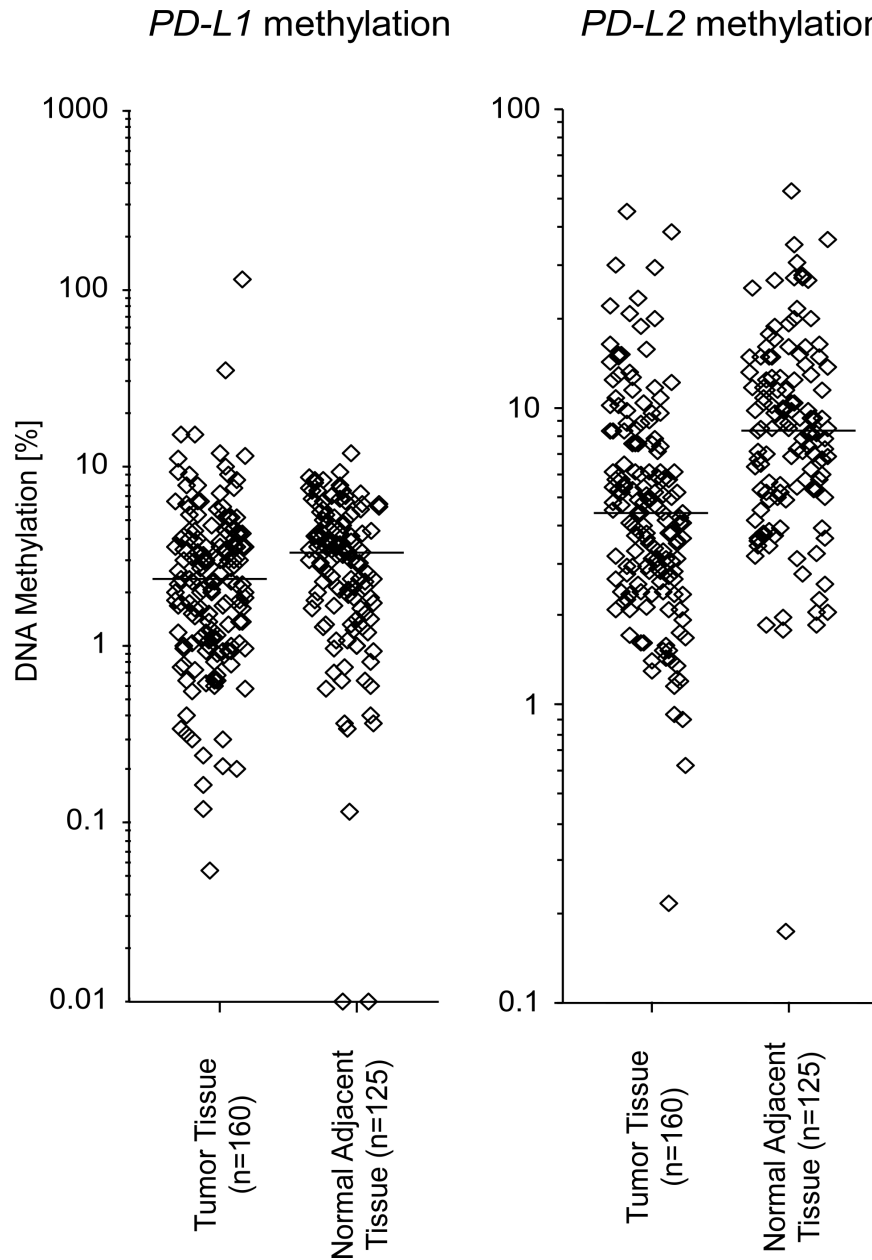 PD-L1 methylation
PD-L2 methylation
DNA Methylation [%]
1000
100
10
1
0.1
0.01
Tumor Tissue
(n=160)
Normal Adjacent
Tissue (n=125)
100
10
1
0.1
Tumor Tissue
(n=160)
Normal Adjacent
Tissue (n=125)